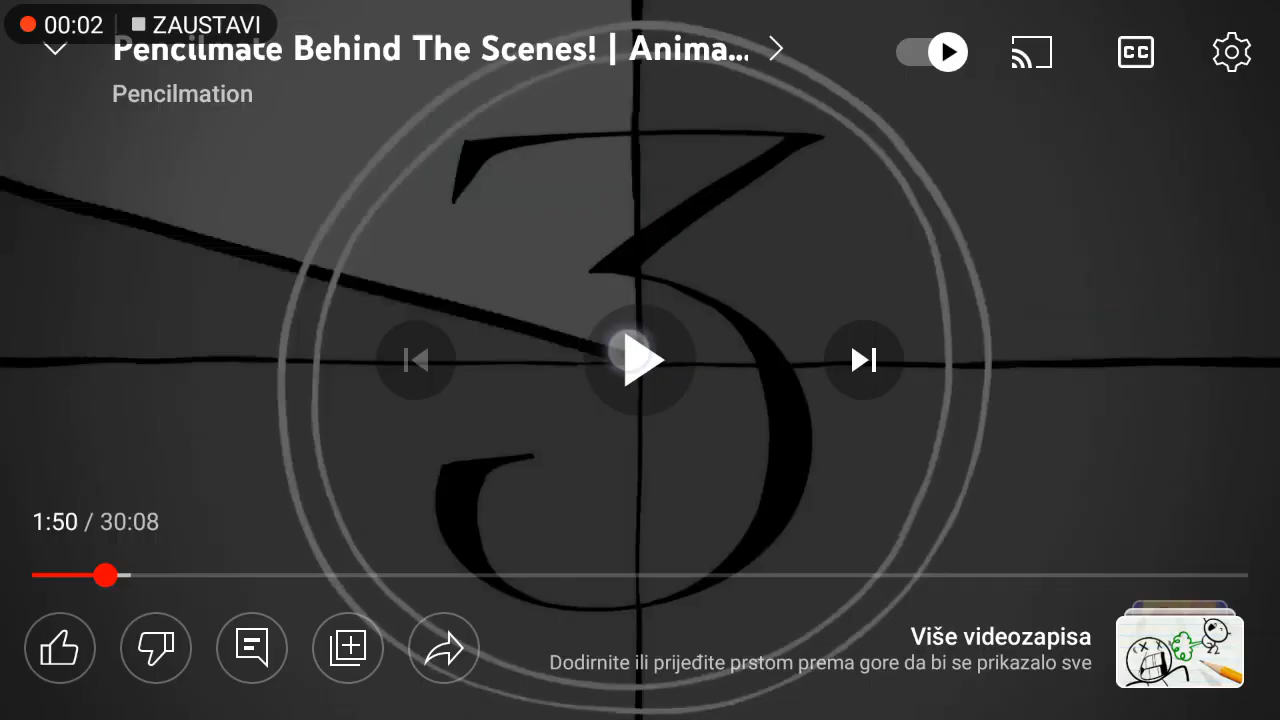 00:02
ZAUSTAVI
Pencilmate Behind The Scenes! | Anima...
CC
Pencilmation
3
1:50 / 30:08
Više videozapisa
Dodirnite ili prijeđite prstom prema gore da bi se prikazalo sve